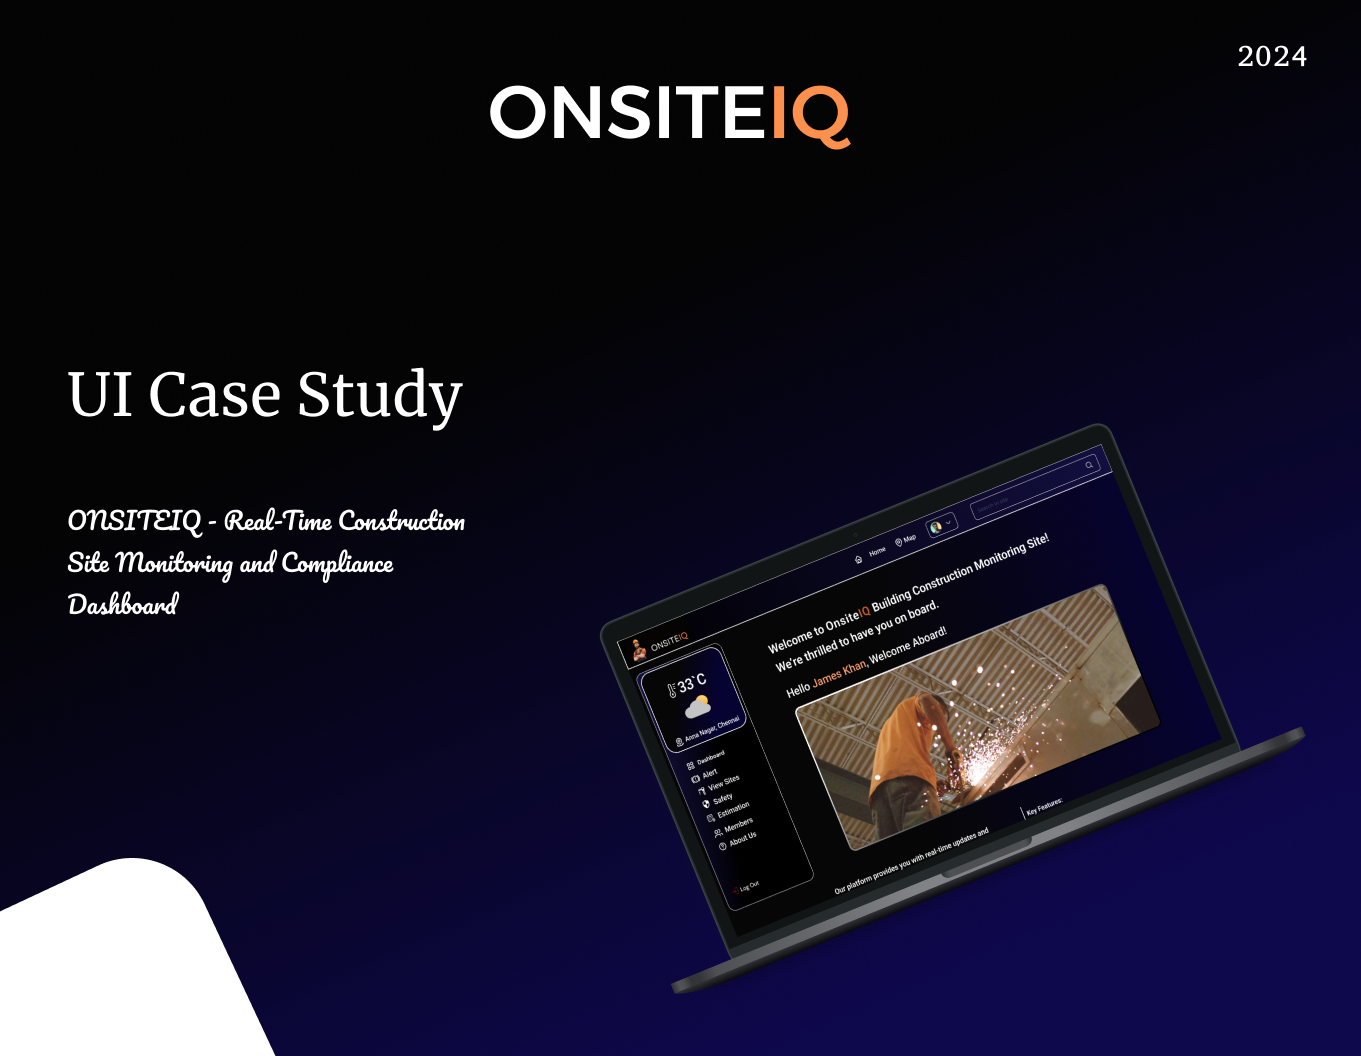 2024
ONSITEIQ
UI Case Study
ONSITEIQ - Real-Time Construction
Site Monitoring and Compliance
Dashboard
Home
Map
ONSITEIQ
Welcome to OnsiteIQ Building Construction Monitoring Site!
We're thrilled to have you on board.
Hello James Khan, Welcome Aboard!
33°C
Anna Nagar, Chennai
Dashboard
Alert
View Sites
Safety
Estimation
Members
About Us
Log Out
Key Features:
Our platform provides you with real-time updates and